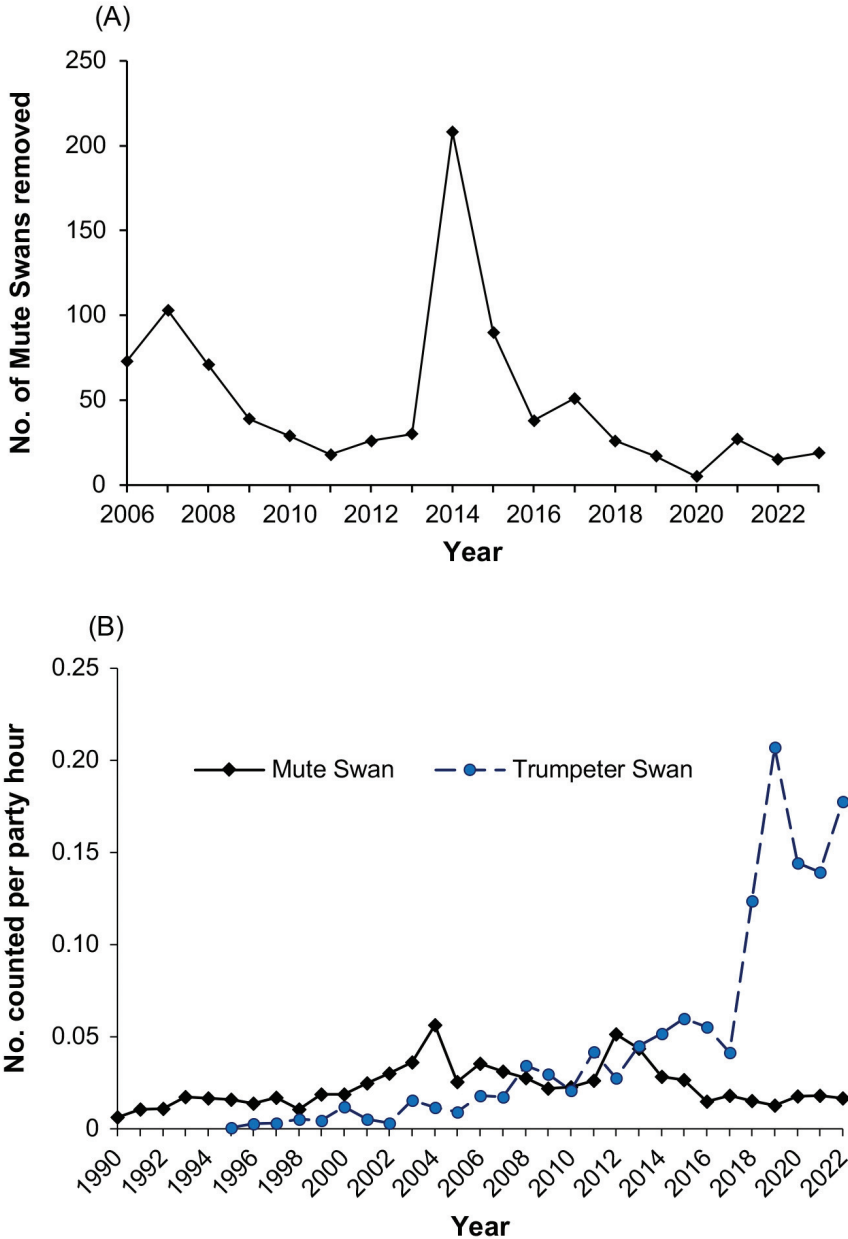 (A)
No. of Mute Swans removed
250
200
150
100
50
0
2006 2008 2010 2012 2014 2016 2018 2020 2022
Year
(B)
No. counted per party hour
0.25
0.20
0.15
0.10
0.05
0
Mute Swan Trumpeter Swan
1990 1992 1994 1996 1998 2000 2002 2004 2006 2008 2010 2012 2014 2016 2018 2020 2022
Year